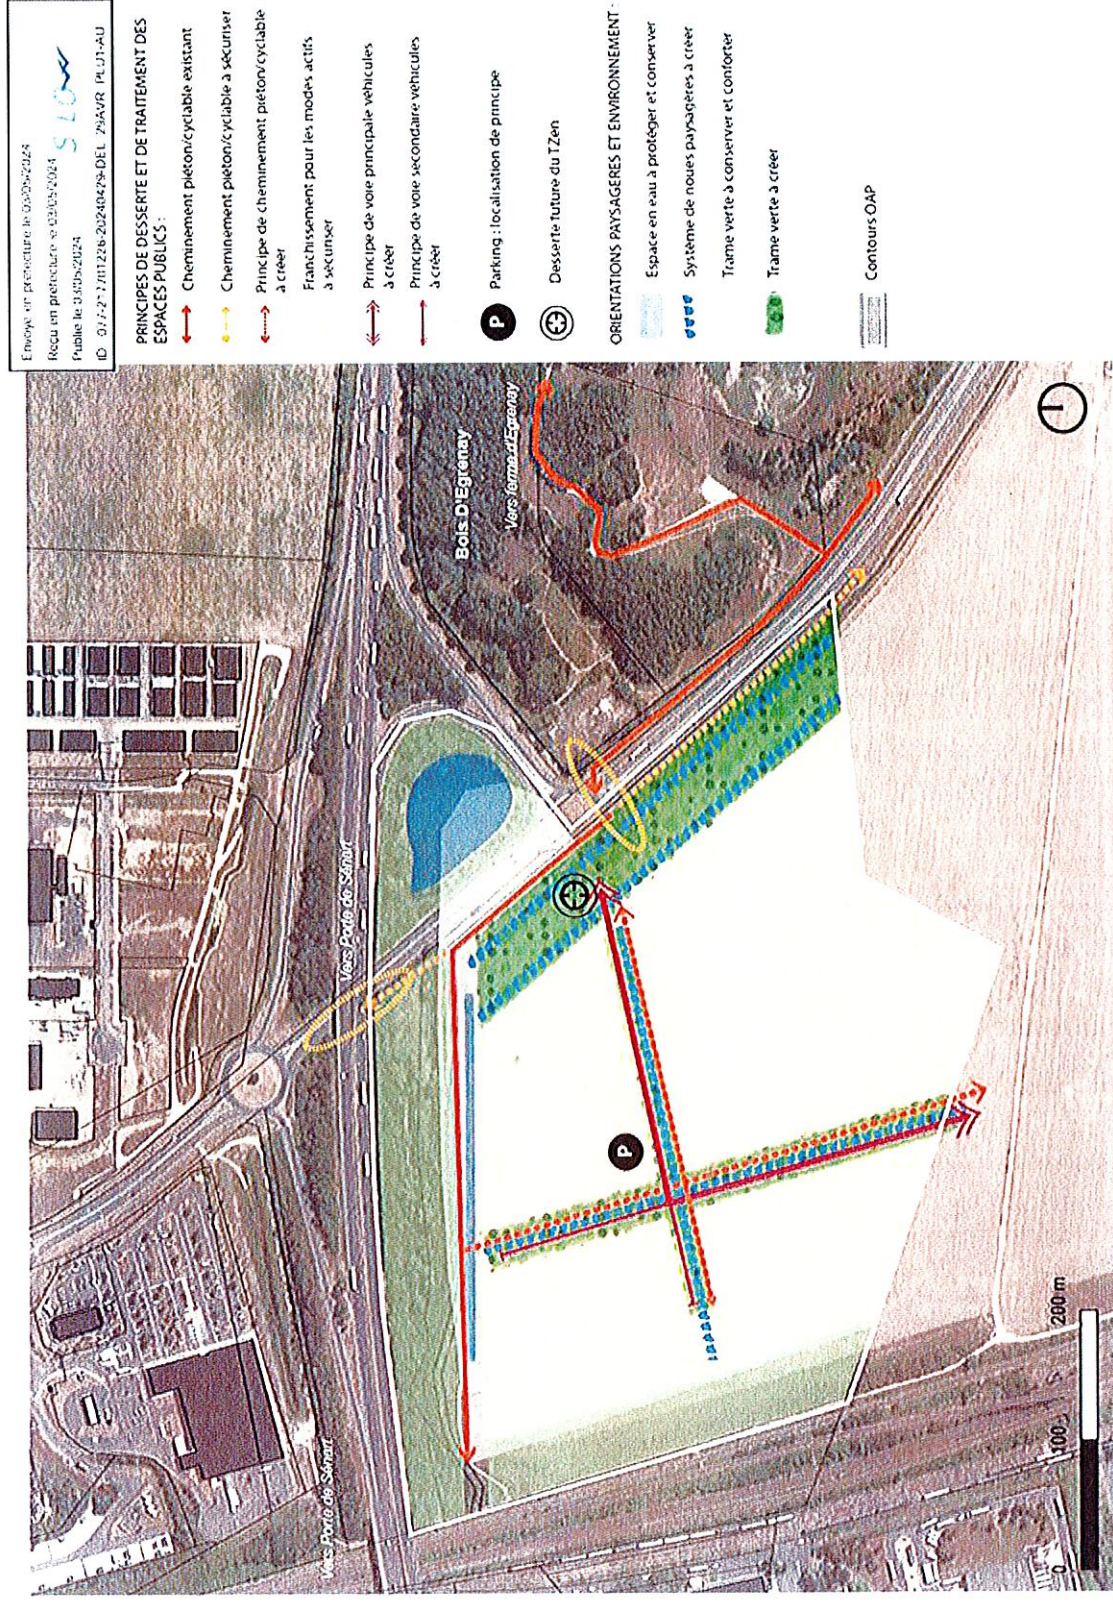 Envoyé en préfecture le 03/05/2024
Reçu en préfecture le 03/05/2024
Publié le 03/05/2024
SLOW
PRINCIPES DE DESSERTE ET DE TRAITEMENT DES
ESPACES PUBLICS :
Cheminement piéton/cyclable existant
Cheminement piéton/cyclable à sécuriser
Principe de cheminement piéton/cyclable
à créer
Franchissement pour les modes actifs
à sécuriser
Principe de voie principale véhicules
à créer
Principe de voie secondaire véhicules
à créer
P
Parking : localisation de principe
Desserte future du TZen
ORIENTATIONS PAYSAGERES ET ENVIRONNEMENT :
Espace en eau à protéger et conserver
Système de noues paysagères à créer
Trame verte à conserver et conforter
Trame verte à créer
Contours OAP
Bois D'Egrenay
Vers ferme d'Egrenay
Vers Porte de Sénart
Vers Porte de Sénart
P
0
100
200 m